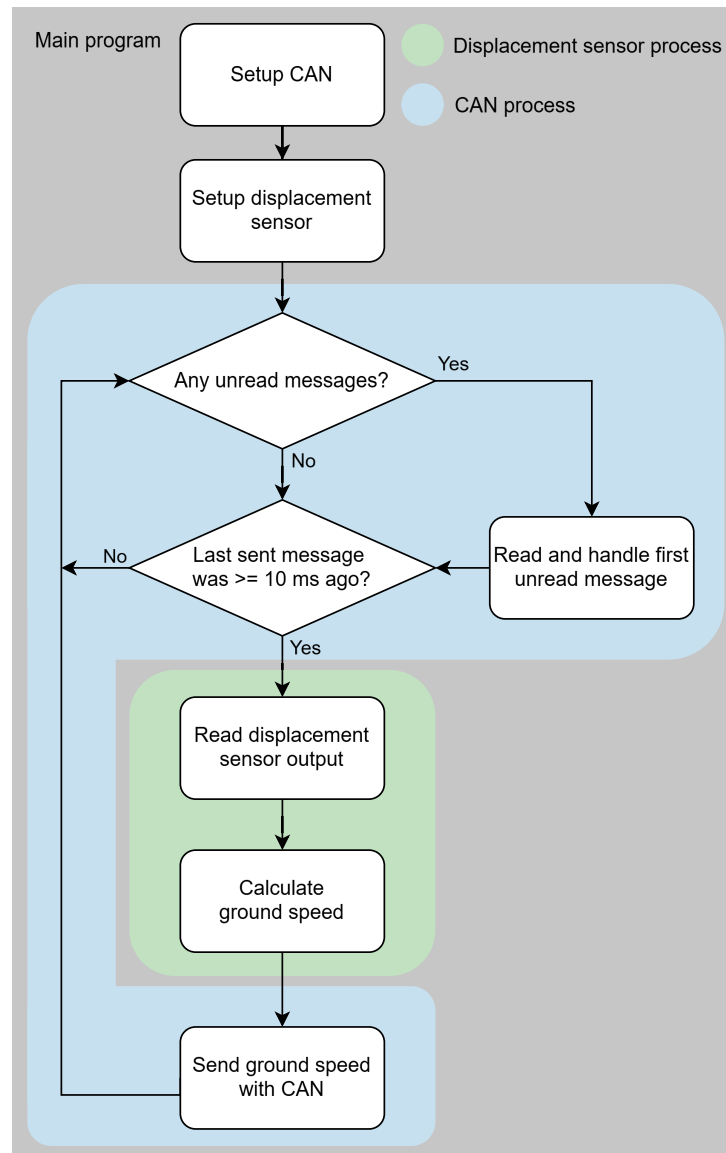 Main program
Setup CAN
Displacement sensor process
CAN process
Setup displacement
sensor
Any unread messages?
Yes
No
Last sent message
was >= 10 ms ago?
No
Read and handle first
unread message
Yes
Read displacement
sensor output
Calculate
ground speed
Send ground speed
with CAN